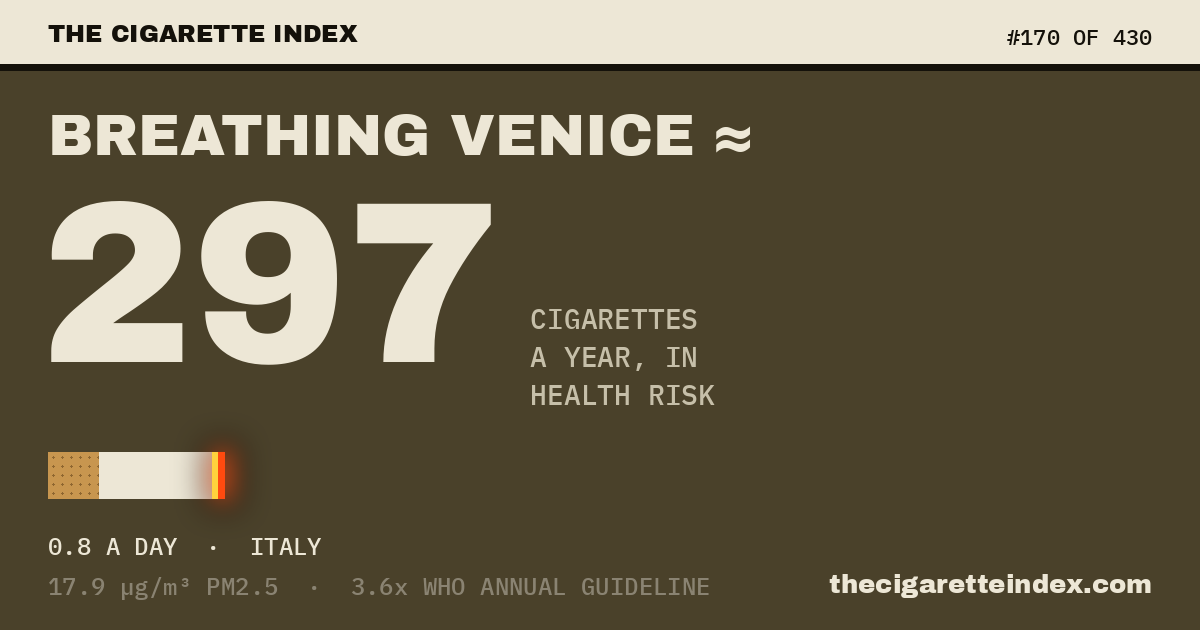 THE CIGARETTE INDEX
#170 OF 430
BREATHING VENICE ≈
297
CIGARETTES
A YEAR, IN
HEALTH RISK
0.8 A DAY · ITALY
17.9 µg/m³ PM2.5 · 3.6x WHO ANNUAL GUIDELINE
thecigaretteindex.com